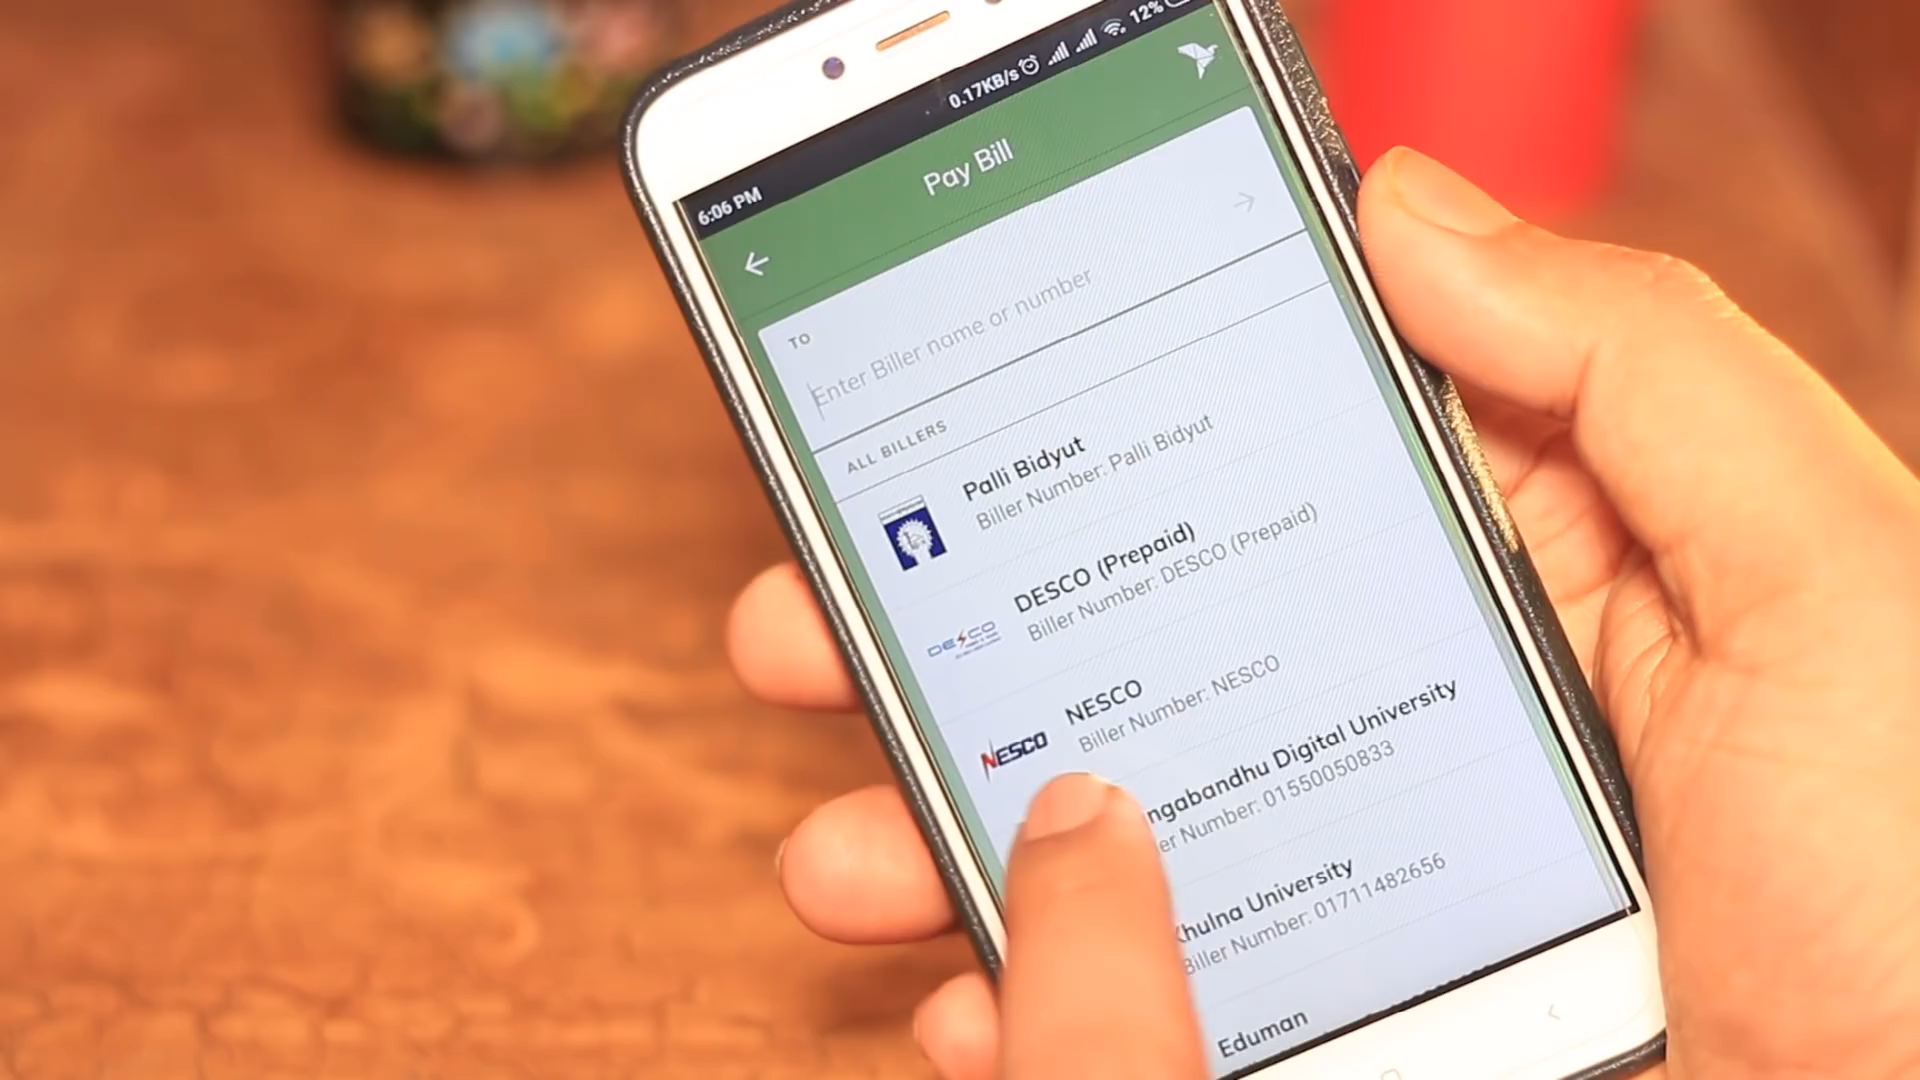 0.17KB/s 12%
6:06 PM
Pay Bill
TO
Enter Biller name or number
ALL BILLERS
Palli Bidyut
Biller Number: Palli Bidyut
DESCO
DESCO (Prepaid)
Biller Number: DESCO (Prepaid)
NESCO
NESCO
Biller Number: NESCO
ngabandhu Digital University
er Number: 01550050833
Khulna University
Biller Number: 01711482656
Eduman